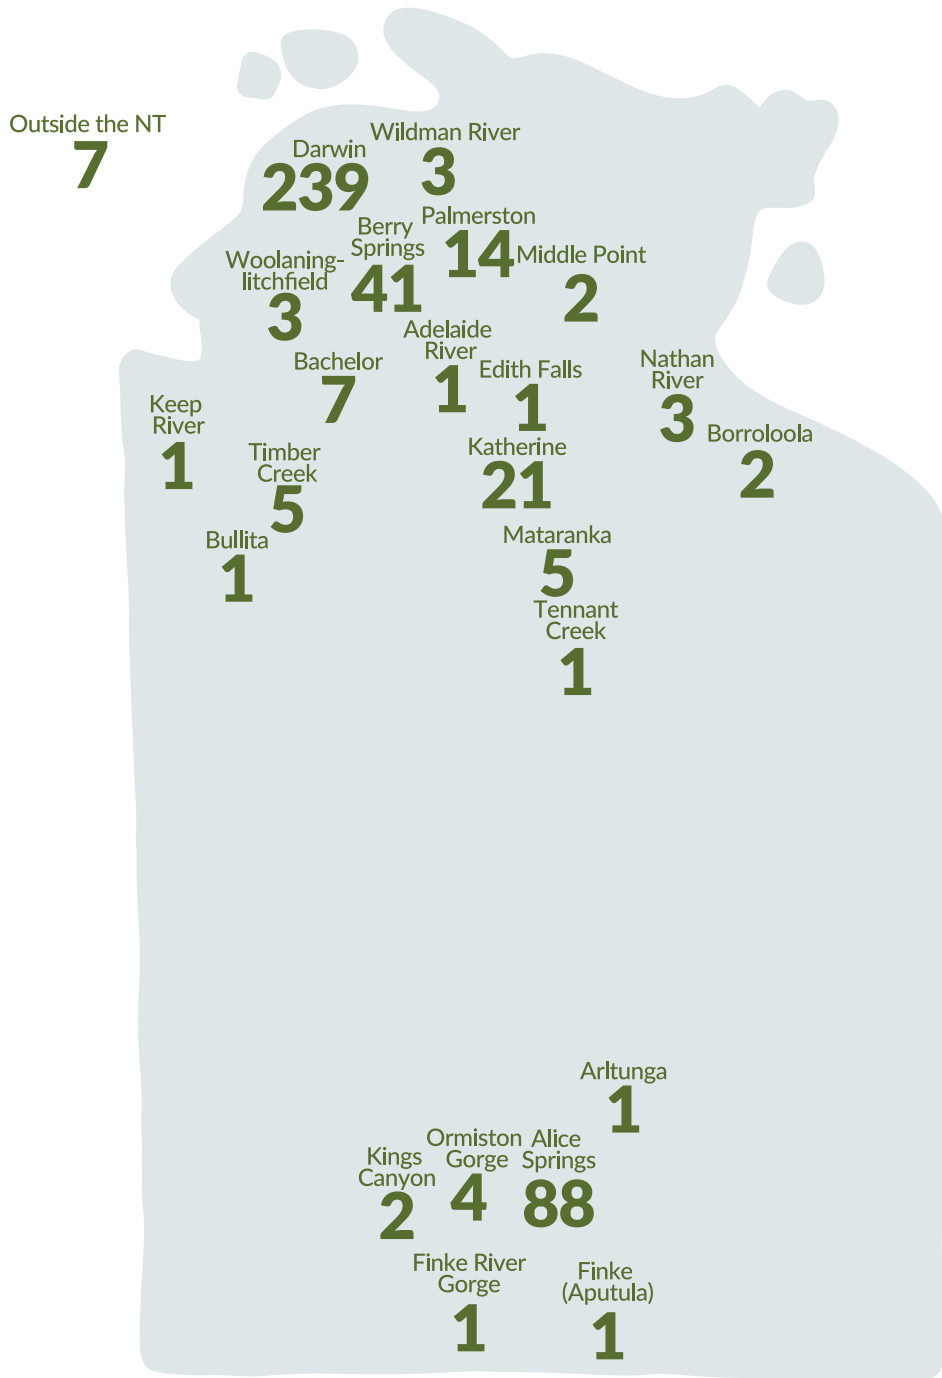 Outside the NT
7
Darwin
239
Wildman River
3
Palmerston
14
Berry
Springs
41
Middle Point
2
Woolaning-
litchfield
3
Adelaide
River
1
Bachelor
7
Edith Falls
1
Nathan
River
3
Keep
River
1
Borroloola
2
Timber
Creek
5
Katherine
21
Bullita
1
Mataranka
5
Tennant
Creek
1
Arltunga
1
Ormiston
Gorge
4
Alice
Springs
88
Kings
Canyon
2
Finke River
Gorge
1
Finke
(Aputula)
1